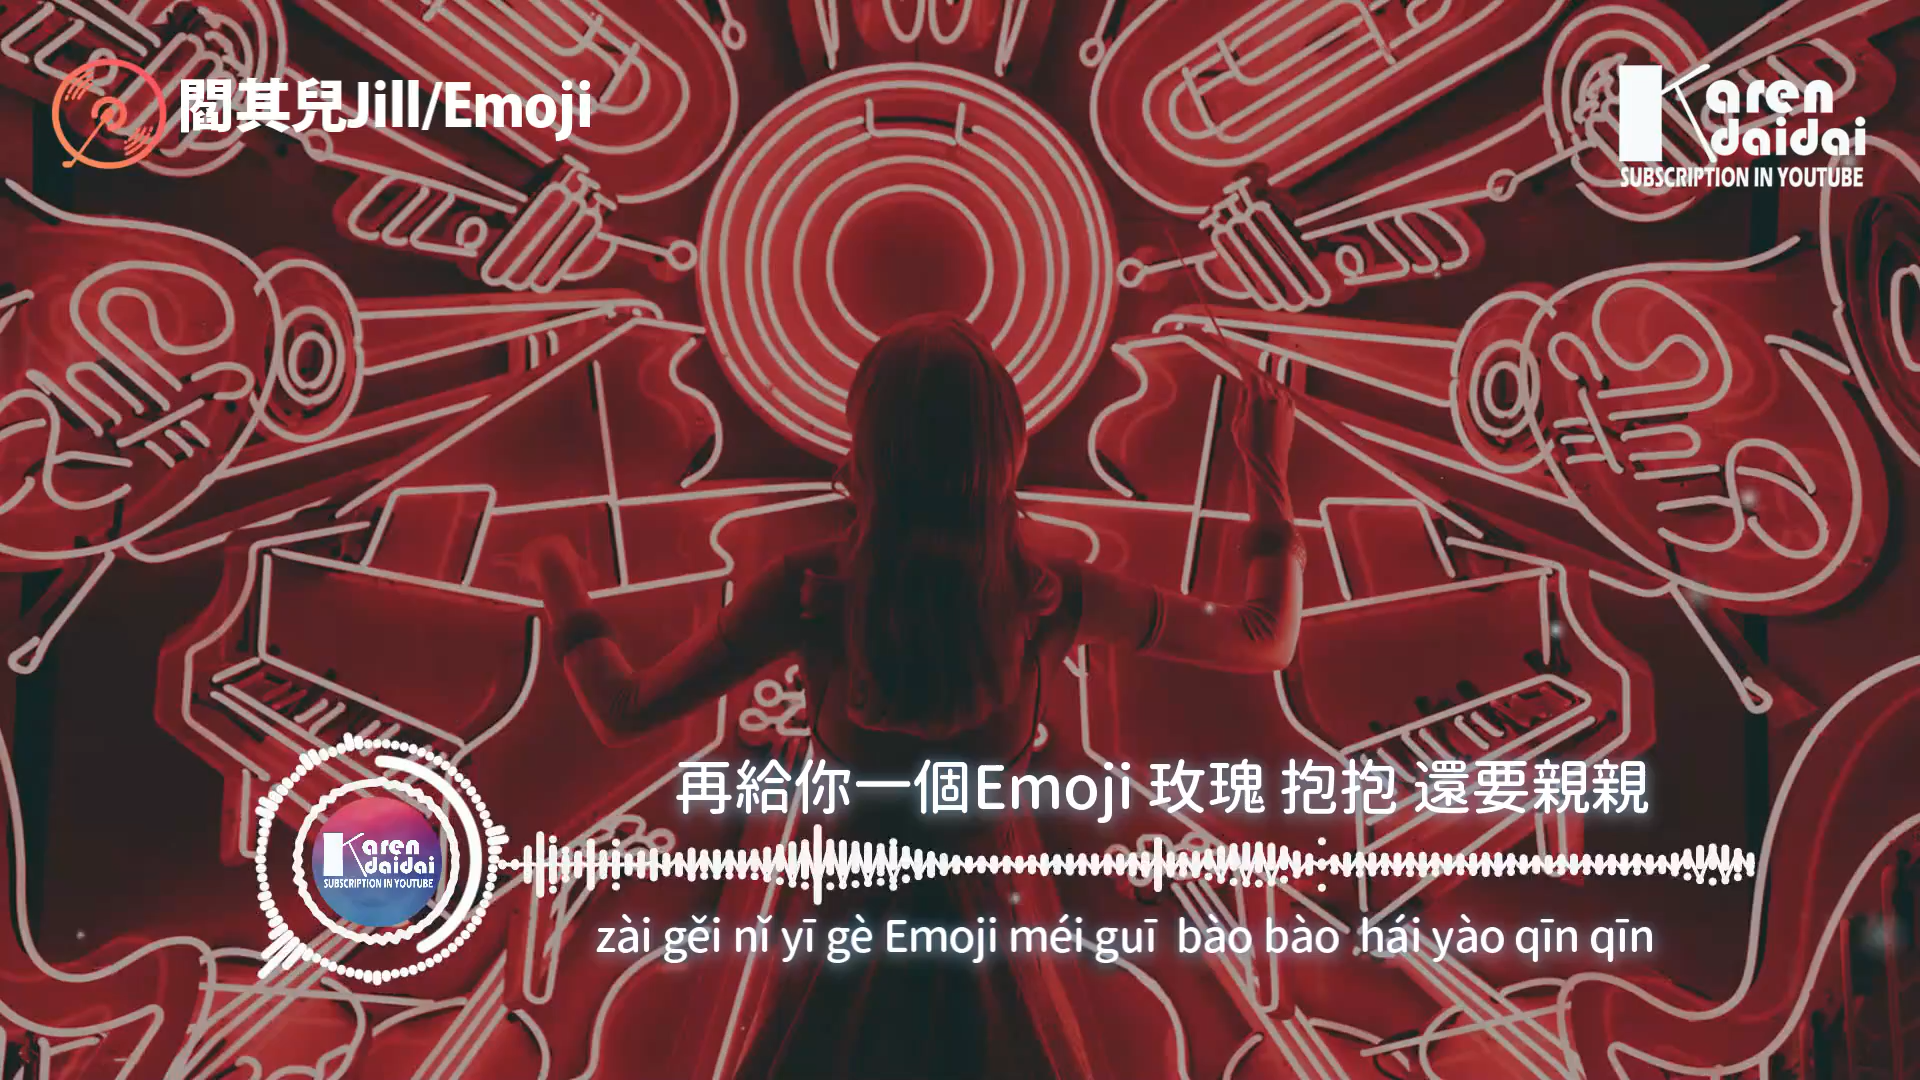 閻其兒Jill/Emoji
Karen
daidai
SUBSCRIPTION IN YOUTUBE
再給你一個Emoji 玫瑰 抱抱 還要親親
Karen
daidai
SUBSCRIPTION IN YOUTUBE
zài gěi nǐ yī gè Emoji méi guī bào bào hái yào qīn qīn